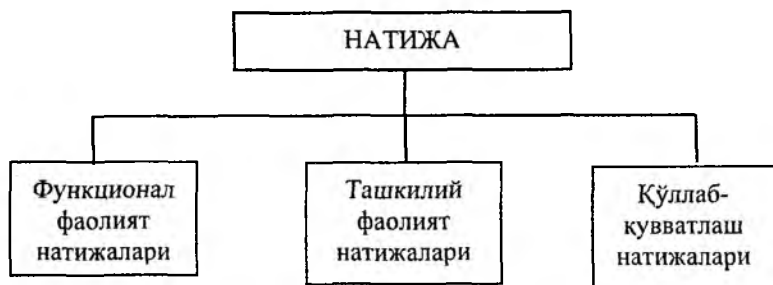 НАТИЖА
Функционал
фаолият
натижалари
Ташкилий
фаолият
натижалари
Қўллаб-
қувватлаш
натижалари